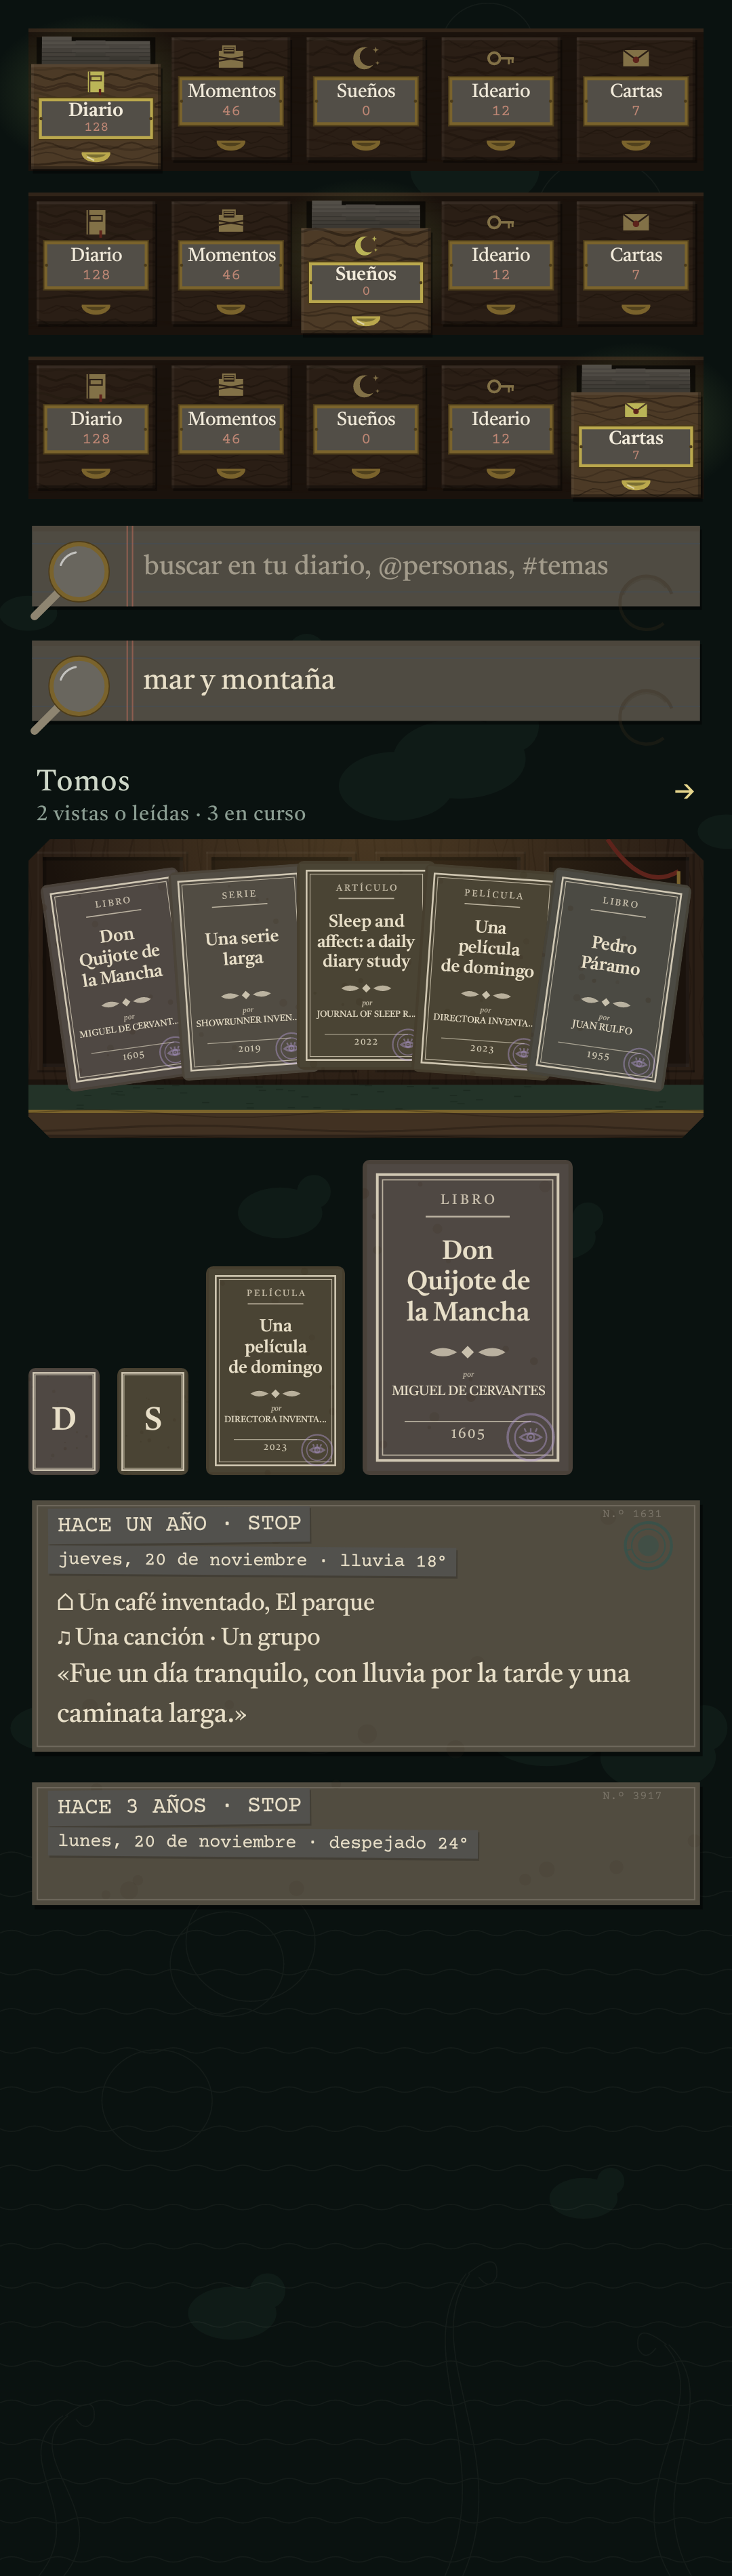 Diario Momentos Sueños Ideario Cartas
128 46 0 12 7
Diario Momentos Sueños Ideario Cartas
128 46 0 12 7
Diario Momentos Sueños Ideario Cartas
128 46 0 12 7
buscar en tu diario, @personas, #temas
mar y montaña
Tomos
2 vistas o leídas · 3 en curso
→
LIBRO
Don
Quijote de
la Mancha
por
MIGUEL DE CERVANT...
1605
SERIE
Una serie
larga
por
SHOWRUNNER INVEN...
2019
ARTÍCULO
Sleep and
affect: a daily
diary study
por
JOURNAL OF SLEEP R...
2022
PELÍCULA
Una
película
de domingo
por
DIRECTORA INVENTA...
2023
LIBRO
Pedro
Páramo
por
JUAN RULFO
1955
D
S
PELÍCULA
Una
película
de domingo
por
DIRECTORA INVENTA...
2023
LIBRO
Don
Quijote de
la Mancha
por
MIGUEL DE CERVANTES
1605
HACE UN AÑO · STOP
N.º 1631
jueves, 20 de noviembre · lluvia 18°
Un café inventado, El parque
♫ Una canción · Un grupo
«Fue un día tranquilo, con lluvia por la tarde y una
caminata larga.»
HACE 3 AÑOS · STOP
N.º 3917
lunes, 20 de noviembre · despejado 24°